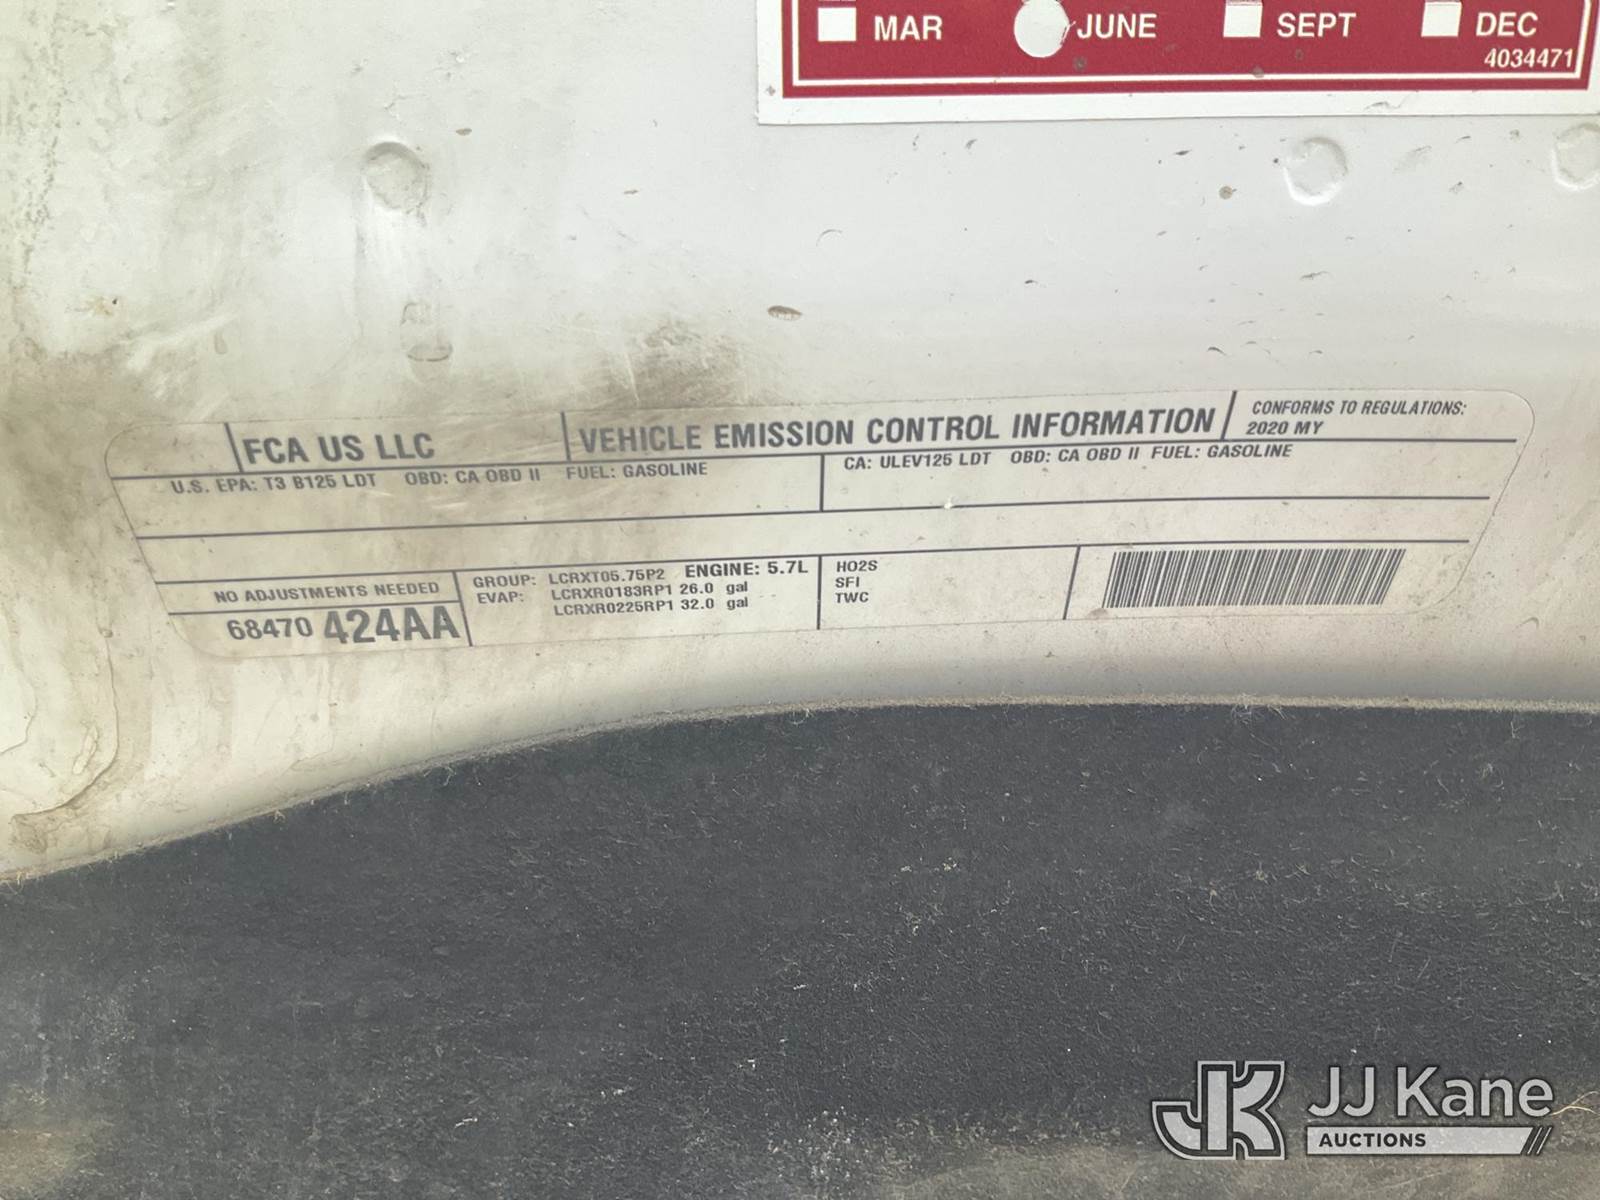 MAR JUNE SEPT DEC
4034471
FCA US LLC
VEHICLE EMISSION CONTROL INFORMATION
CONFORMS TO REGULATIONS:
2020 MY
U.S. EPA: T3 B125 LDT OBD: CA OBD II FUEL: GASOLINE
CA: ULEV125 LDT OBD: CA OBD II FUEL: GASOLINE
NO ADJUSTMENTS NEEDED
68470 424AA
GROUP: LCRXT05.75P2 ENGINE: 5.7L
EVAP: LCRXR0183RP1 26.0 gal
LCRXR0225RP1 32.0 gal
HO2S
SFI
TWC
JK JJ Kane
AUCTIONS